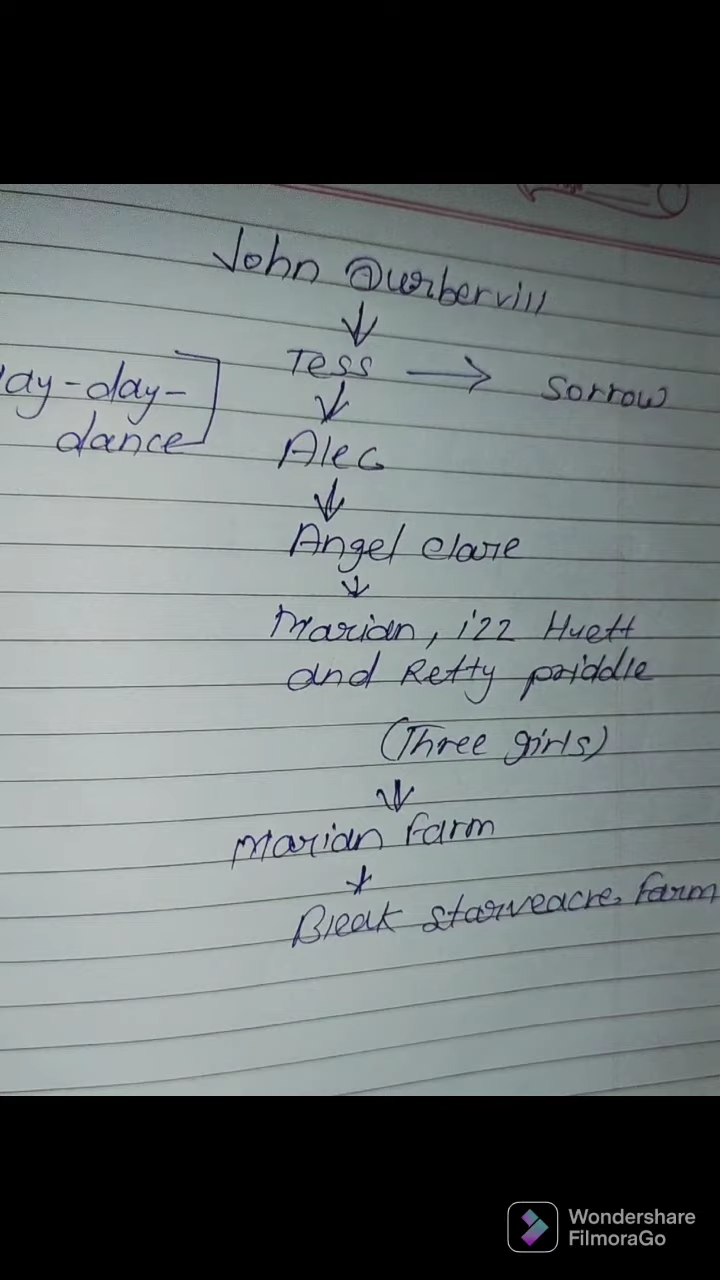 John Durbervill
Tess → Sorrow
ay-day-
dance
Alec
Angel clare
Marian, izz Huett
and Retty priddle
(Three girls)
Marian farm
Bleak starveacre farm
Wondershare
FilmoraGo